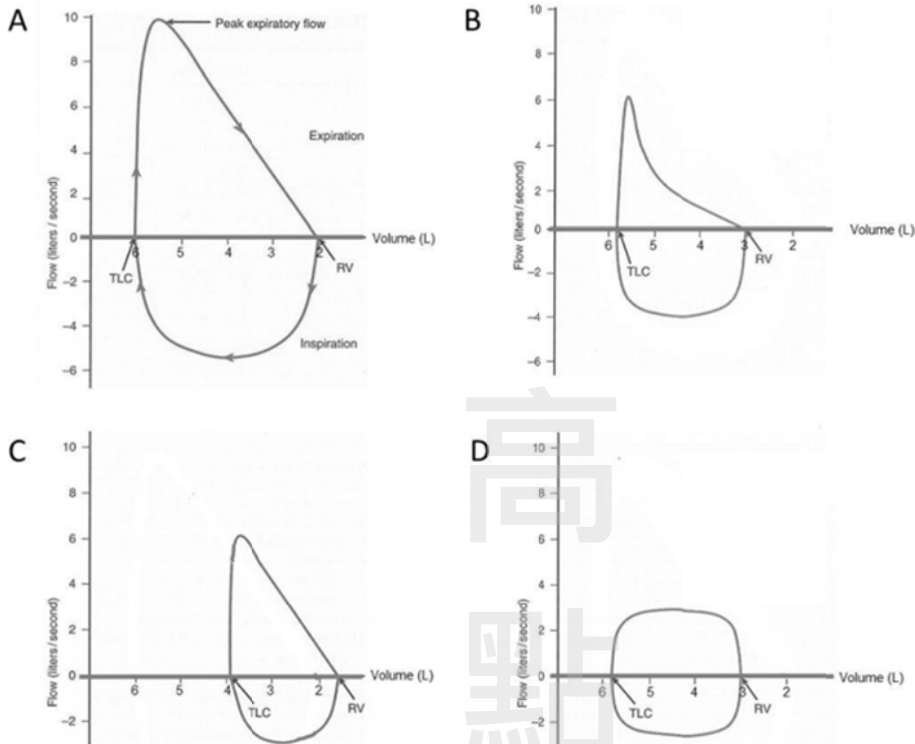 A
10
8
6
4
2
0
−2
−4
−6
Flow (liters / second)
Peak expiratory flow
Expiration
6 5 4 3 2
Volume (L)
TLC
RV
Inspiration
B
10
8
6
4
2
0
−2
−4
−6
Flow (liters / second)
6 5 4 3 2
Volume (L)
TLC
RV
C
10
8
6
4
2
0
−2
Flow (liters / second)
6 5 4 3 2
Volume (L)
TLC
RV
D
10
8
6
4
2
0
−2
Flow (liters / second)
6 5 4 3 2
Volume (L)
TLC
RV
高
點